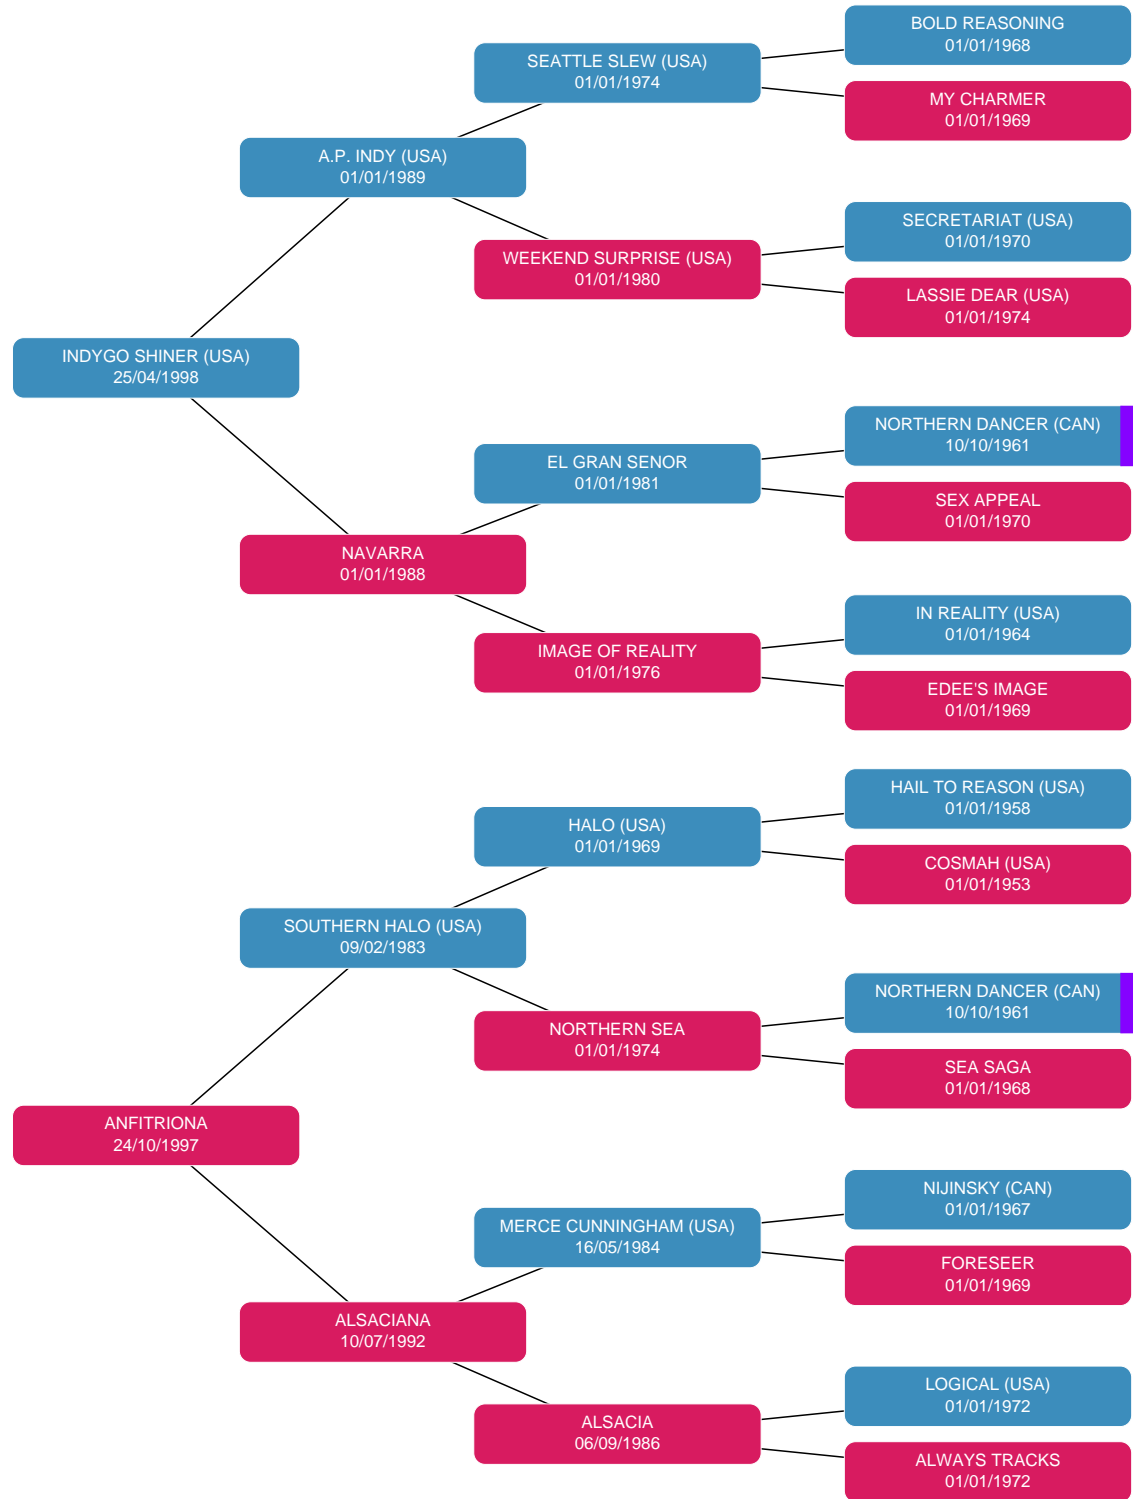 BOLD REASONING
01/01/1968
SEATTLE SLEW (USA)
01/01/1974
MY CHARMER
01/01/1969
A.P. INDY (USA)
01/01/1989
SECRETARIAT (USA)
01/01/1970
WEEKEND SURPRISE (USA)
01/01/1980
LASSIE DEAR (USA)
01/01/1974
INDYGO SHINER (USA)
25/04/1998
NORTHERN DANCER (CAN)
10/10/1961
EL GRAN SENOR
01/01/1981
SEX APPEAL
01/01/1970
NAVARRA
01/01/1988
IN REALITY (USA)
01/01/1964
IMAGE OF REALITY
01/01/1976
EDEE'S IMAGE
01/01/1969
HAIL TO REASON (USA)
01/01/1958
HALO (USA)
01/01/1969
COSMAH (USA)
01/01/1953
SOUTHERN HALO (USA)
09/02/1983
NORTHERN DANCER (CAN)
10/10/1961
NORTHERN SEA
01/01/1974
SEA SAGA
01/01/1968
ANFITRIONA
24/10/1997
NIJINSKY (CAN)
01/01/1967
MERCE CUNNINGHAM (USA)
16/05/1984
FORESEER
01/01/1969
ALSACIANA
10/07/1992
LOGICAL (USA)
01/01/1972
ALSACIA
06/09/1986
ALWAYS TRACKS
01/01/1972